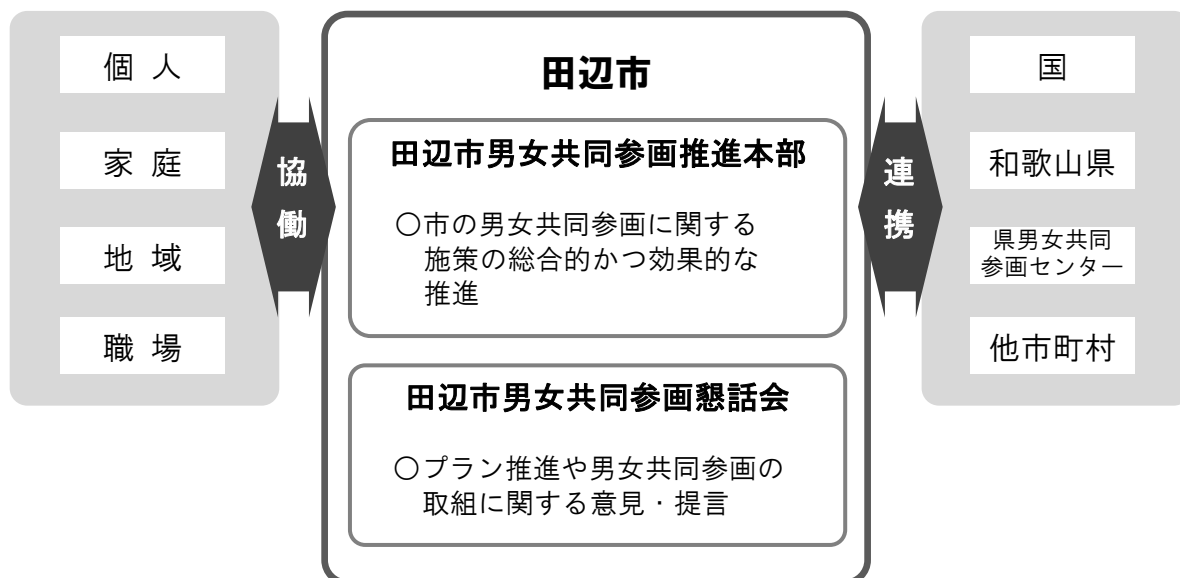 個 人
家 庭
地 域
職 場
協
働
田辺市
田辺市男女共同参画推進本部
〇市の男女共同参画に関する
施策の総合的かつ効果的な
推進
田辺市男女共同参画懇話会
〇プラン推進や男女共同参画の
取組に関する意見・提言
連
携
国
和歌山県
県男女共同
参画センター
他市町村